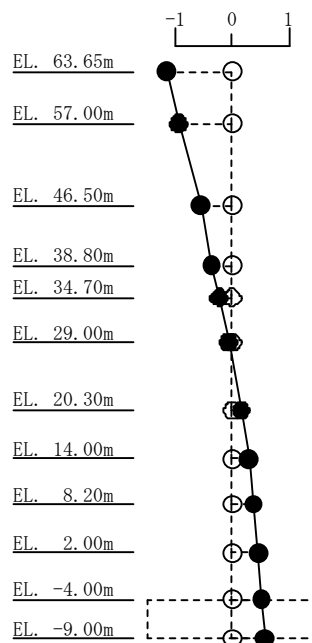 -1 0 1
EL. 63.65m
EL. 57.00m
EL. 46.50m
EL. 38.80m
EL. 34.70m
EL. 29.00m
EL. 20.30m
EL. 14.00m
EL. 8.20m
EL. 2.00m
EL. -4.00m
EL. -9.00m